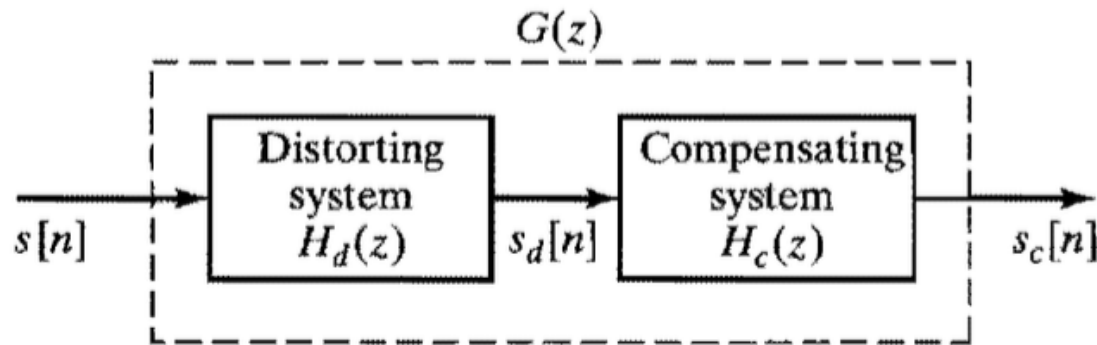 G(z)
Distorting
system
H_d(z)
Compensating
system
H_c(z)
s[n]
s_d[n]
s_c[n]